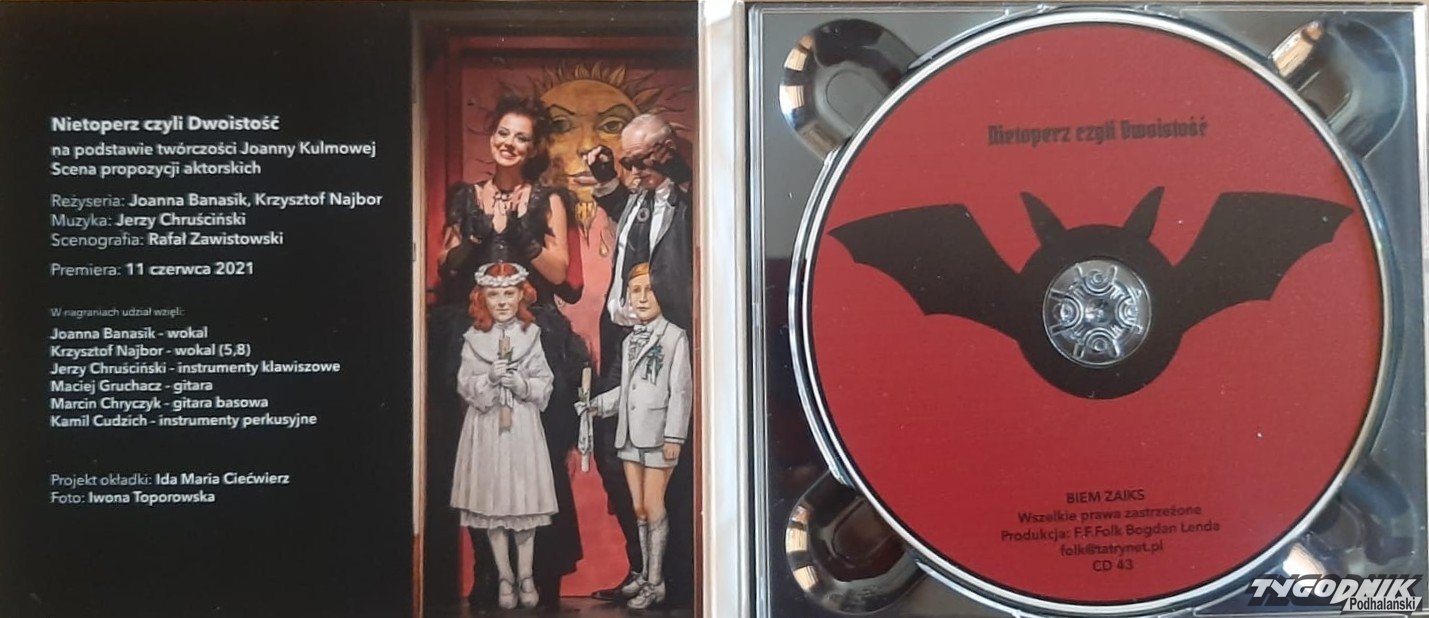 Nietoperz czyli Dwoistość
na podstawie twórczości Joanny Kulmowej
Scena propozycji aktorskich
Reżyseria: Joanna Banasik, Krzysztof Najbor
Muzyka: Jerzy Chruściński
Scenografia: Rafał Zawistowski
Premiera: 11 czerwca 2021
W nagraniach udział wzięli:
Joanna Banasik - wokal
Krzysztof Najbor - wokal (5,8)
Jerzy Chruściński - instrumenty klawiszowe
Maciej Gruchacz - gitara
Marcin Chryczyk - gitara basowa
Kamil Cudzich - instrumenty perkusyjne
Projekt okładki: Ida Maria Ciećwierz
Foto: Iwona Toporowska
Nietoperz czyli Dwoistość
BIEM ZAIKS
Wszelkie prawa zastrzeżone
Produkcja: F.F.Folk Bogdan Lenda
folk@tatrynet.pl
CD 43
TYGODNIK
Podhalański